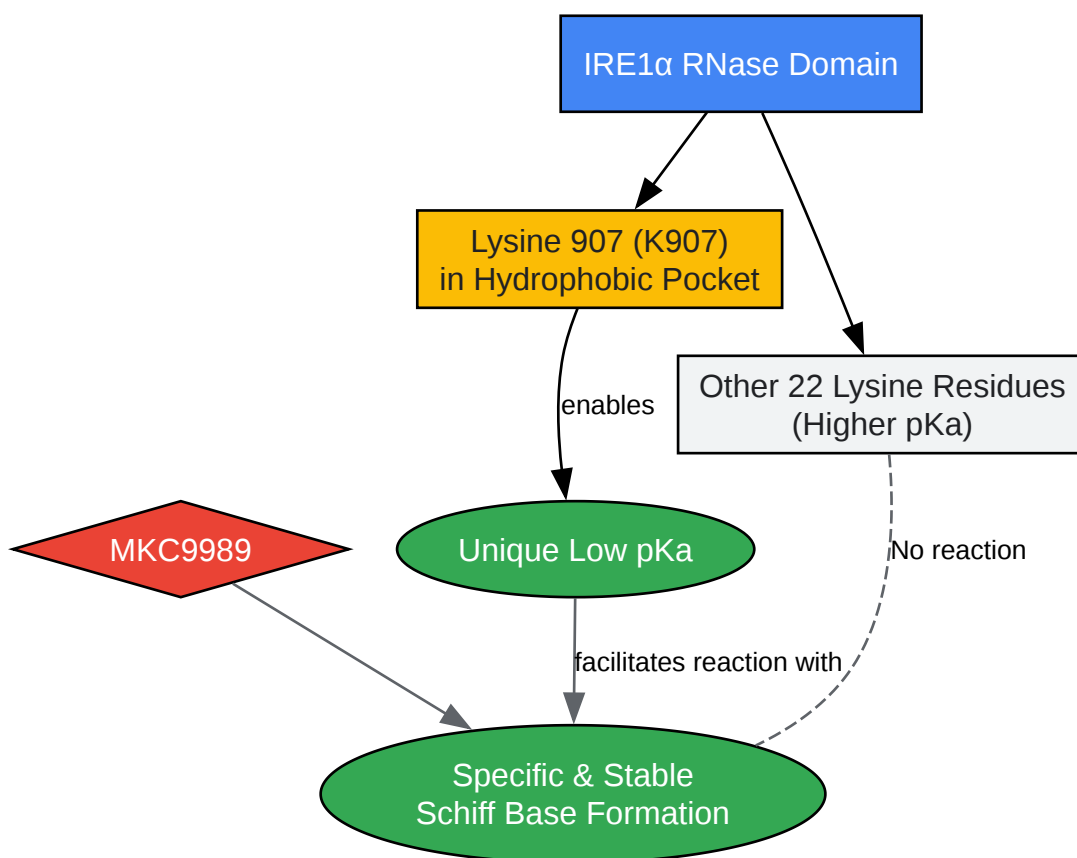 IRE1α RNase Domain
Lysine 907 (K907)
in Hydrophobic Pocket
Other 22 Lysine Residues
(Higher pKa)
enables
MKC9989
Unique Low pKa
No reaction
facilitates reaction with
Specific & Stable
Schiff Base Formation